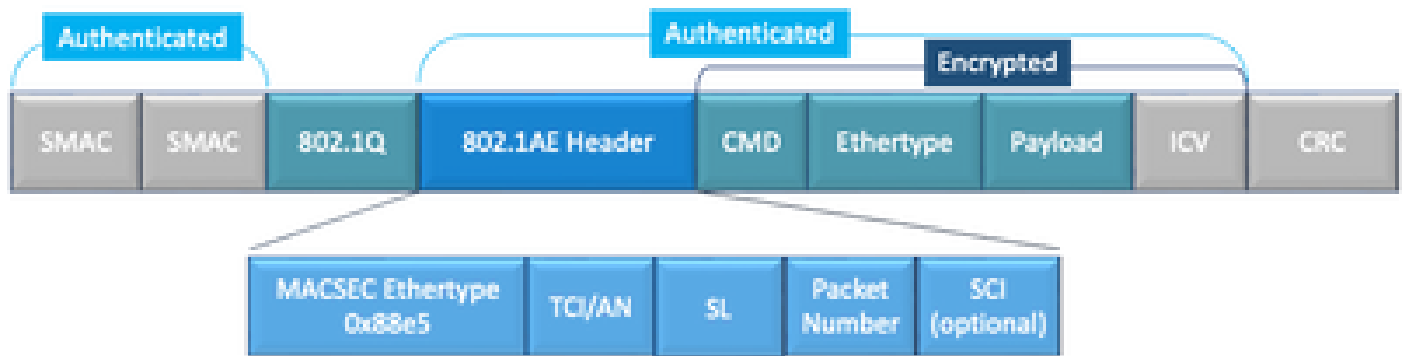 Authenticated
Authenticated
Encrypted
SMAC
SMAC
802.1Q
802.1AE Header
CMD
Ethertype
Payload
ICV
CRC
MACSEC Ethertype
0x88e5
TCI/AN
SL
Packet
Number
SCI
(optional)